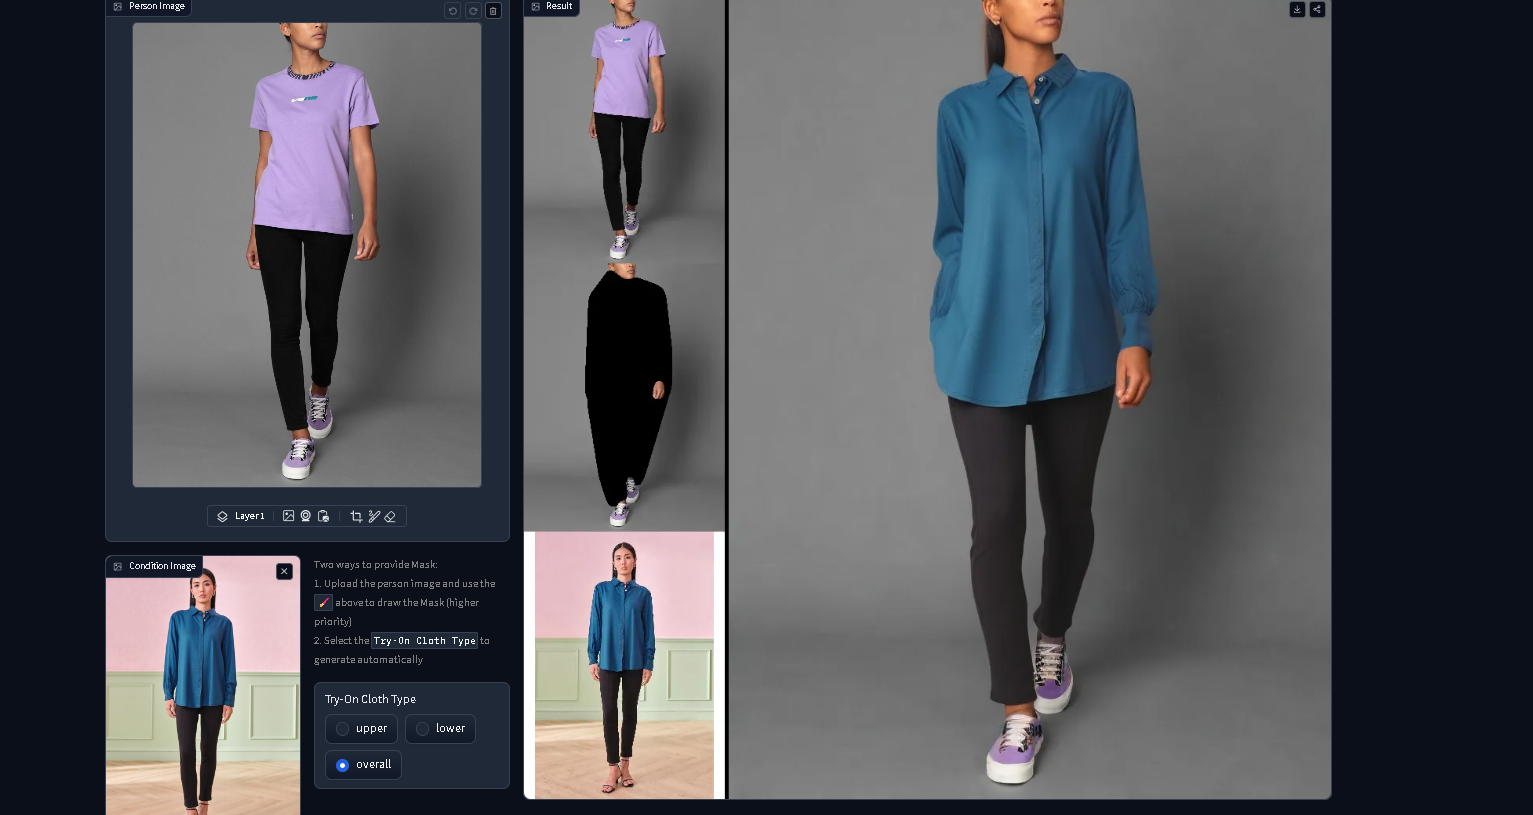 Person Image
Result
Layer 1
Condition Image
Two ways to provide Mask:
1. Upload the person image and use the
above to draw the Mask (higher
priority)
2. Select the Try-On Cloth Type to
generate automatically
Try-On Cloth Type
upper
lower
overall